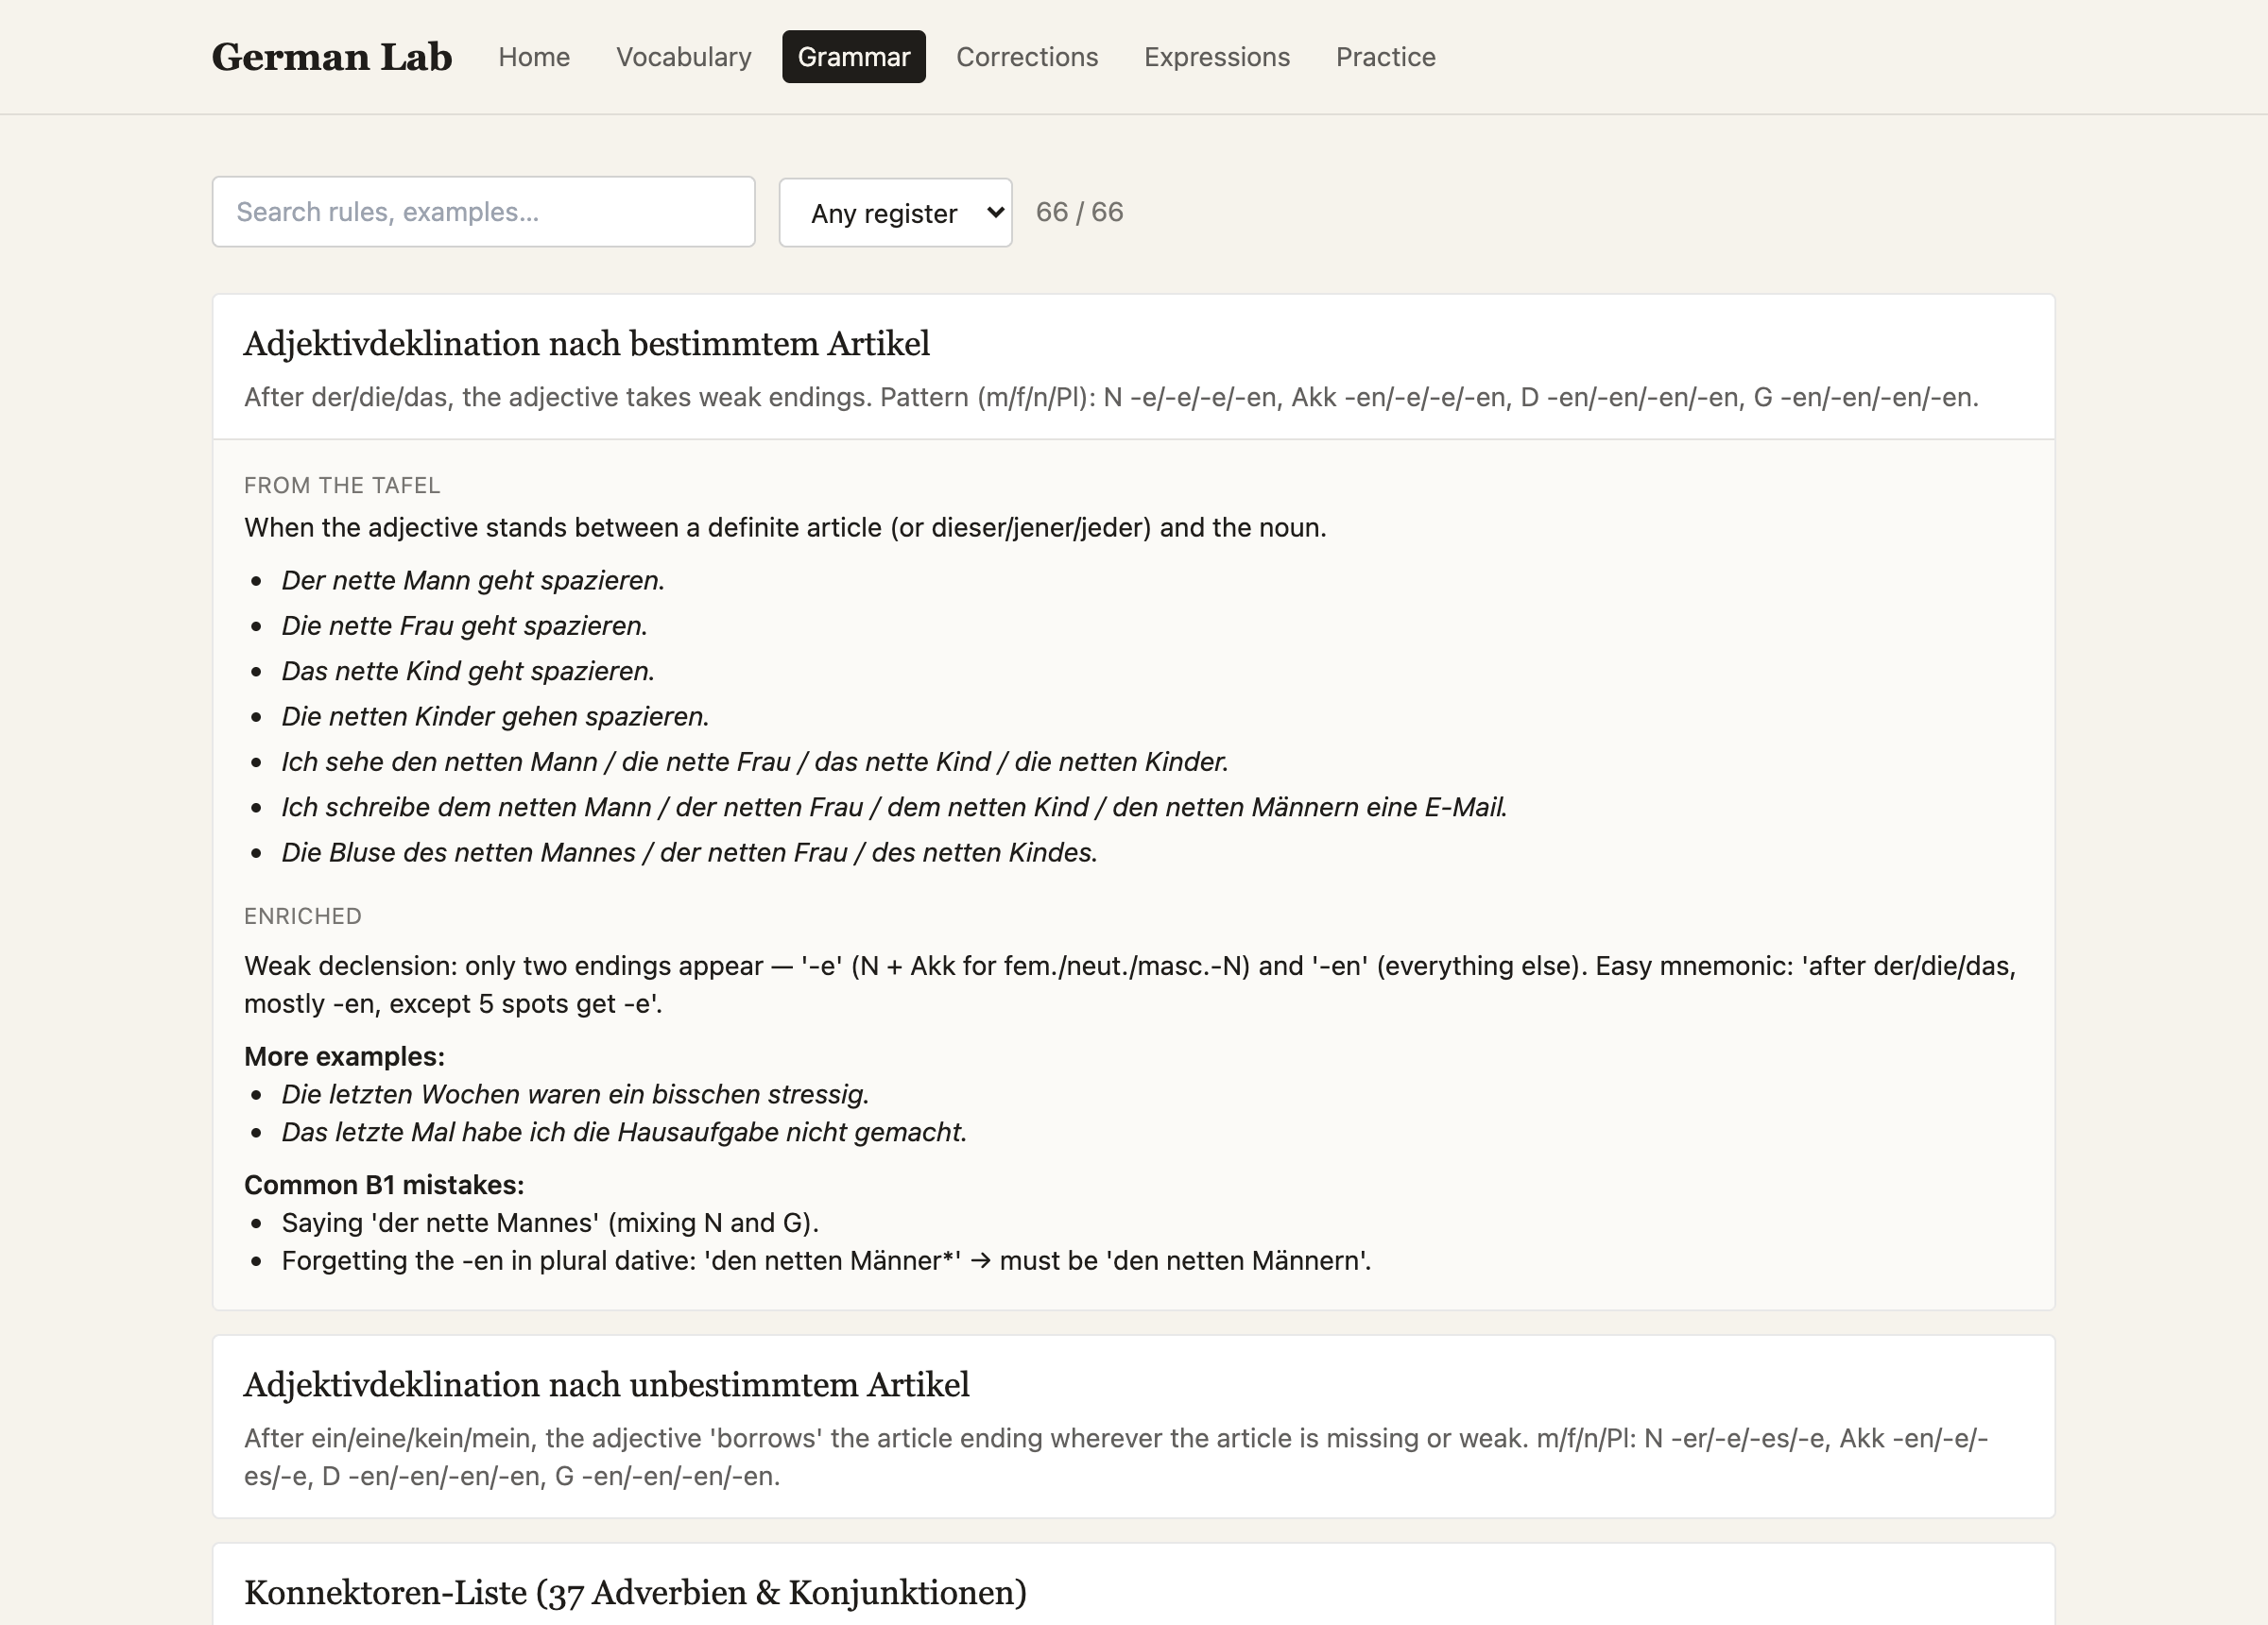 German Lab Home Vocabulary Grammar Corrections Expressions Practice
Search rules, examples... Any register 66 / 66
Adjektivdeklination nach bestimmtem Artikel
After der/die/das, the adjective takes weak endings. Pattern (m/f/n/Pl): N -e/-e/-e/-en, Akk -en/-e/-e/-en, D -en/-en/-en/-en, G -en/-en/-en/-en.
FROM THE TAFEL
When the adjective stands between a definite article (or dieser/jener/jeder) and the noun.
• Der nette Mann geht spazieren.
• Die nette Frau geht spazieren.
• Das nette Kind geht spazieren.
• Die netten Kinder gehen spazieren.
• Ich sehe den netten Mann / die nette Frau / das nette Kind / die netten Kinder.
• Ich schreibe dem netten Mann / der netten Frau / dem netten Kind / den netten Männern eine E-Mail.
• Die Bluse des netten Mannes / der netten Frau / des netten Kindes.
ENRICHED
Weak declension: only two endings appear — '-e' (N + Akk for fem./neut./masc.-N) and '-en' (everything else). Easy mnemonic: 'after der/die/das,
mostly -en, except 5 spots get -e'.
More examples:
• Die letzten Wochen waren ein bisschen stressig.
• Das letzte Mal habe ich die Hausaufgabe nicht gemacht.
Common B1 mistakes:
• Saying 'der nette Mannes' (mixing N and G).
• Forgetting the -en in plural dative: 'den netten Männer*' → must be 'den netten Männern'.
Adjektivdeklination nach unbestimmtem Artikel
After ein/eine/kein/mein, the adjective 'borrows' the article ending wherever the article is missing or weak. m/f/n/Pl: N -er/-e/-es/-e, Akk -en/-e/-
es/-e, D -en/-en/-en/-en, G -en/-en/-en/-en.
Konnektoren-Liste (37 Adverbien & Konjunktionen)